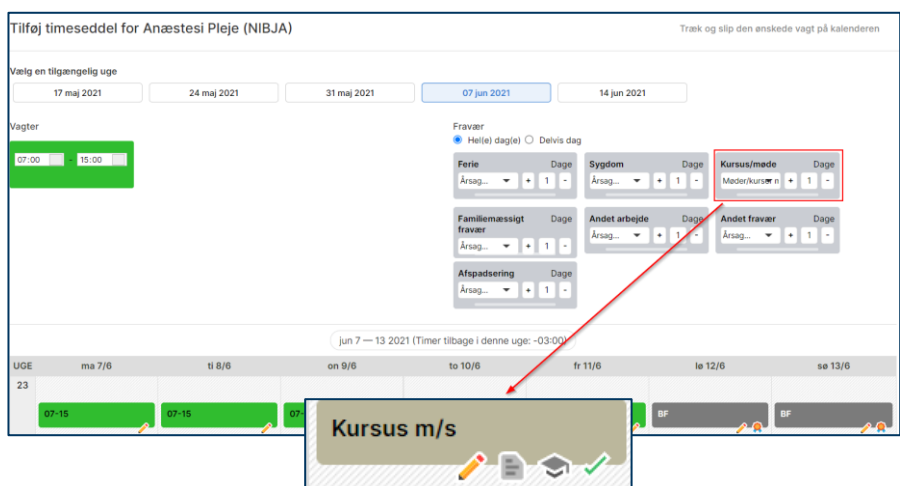 Tilføj timeseddel for Anæstesi Pleje (NIBJA)
Træk og slip den ønskede vagt på kalenderen
Vælg en tilgængelig uge
17 maj 2021 24 maj 2021 31 maj 2021 07 jun 2021 14 jun 2021
Vagter
07:00 - 15:00
Fravær
Hel(e) dag(e) Delvis dag
Ferie Dage
Årsag... + 1 -
Sygdom Dage
Årsag... + 1 -
Kursus/møde Dage
Møder/kurser n + 1 -
Familiemæssigt fravær Dage
Årsag... + 1 -
Andet arbejde Dage
Årsag... + 1 -
Andet fravær Dage
Årsag... + 1 -
Afspadsering Dage
Årsag... + 1 -
jun 7 — 13 2021 (Timer tilbage i denne uge: -03:00)
UGE ma 7/6 ti 8/6 on 9/6 to 10/6 fr 11/6 lø 12/6 sø 13/6
23
07-15 07-15 07- BF BF
Kursus m/s